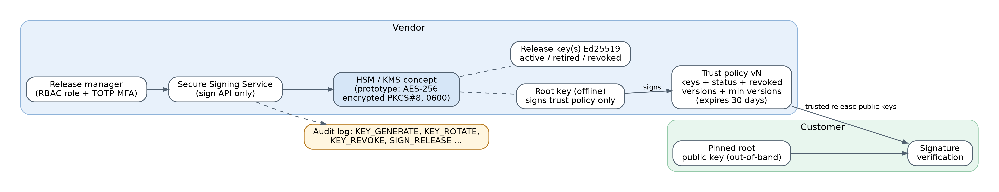 Vendor
Release manager
(RBAC role + TOTP MFA)
Secure Signing Service
(sign API only)
HSM / KMS concept
(prototype: AES-256
encrypted PKCS#8, 0600)
Release key(s) Ed25519
active / retired / revoked
Root key (offline)
signs trust policy only
signs
Trust policy vN
keys + status + revoked
versions + min versions
(expires 30 days)
trusted release public keys
Audit log: KEY_GENERATE, KEY_ROTATE,
KEY_REVOKE, SIGN_RELEASE ...
Customer
Pinned root
public key (out-of-band)
Signature
verification